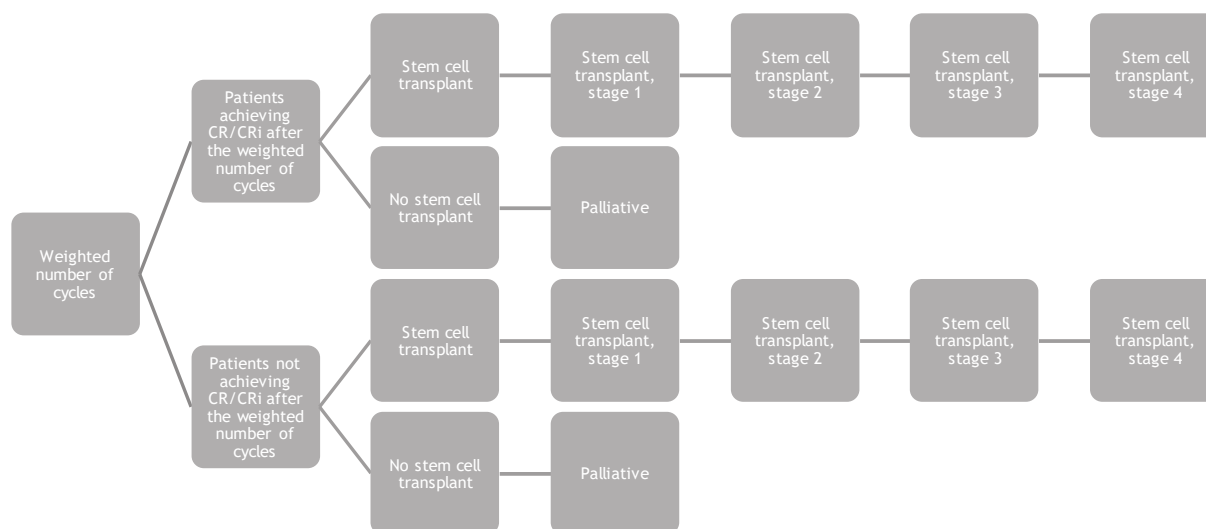 Weighted
number of
cycles
Patients
achieving
CR/CRi after
the weighted
number of
cycles
Stem cell
transplant
Stem cell
transplant,
stage 1
Stem cell
transplant,
stage 2
Stem cell
transplant,
stage 3
Stem cell
transplant,
stage 4
No stem cell
transplant
Palliative
Patients not
achieving
CR/CRi after
the weighted
number of
cycles
Stem cell
transplant
Stem cell
transplant,
stage 1
Stem cell
transplant,
stage 2
Stem cell
transplant,
stage 3
Stem cell
transplant,
stage 4
No stem cell
transplant
Palliative